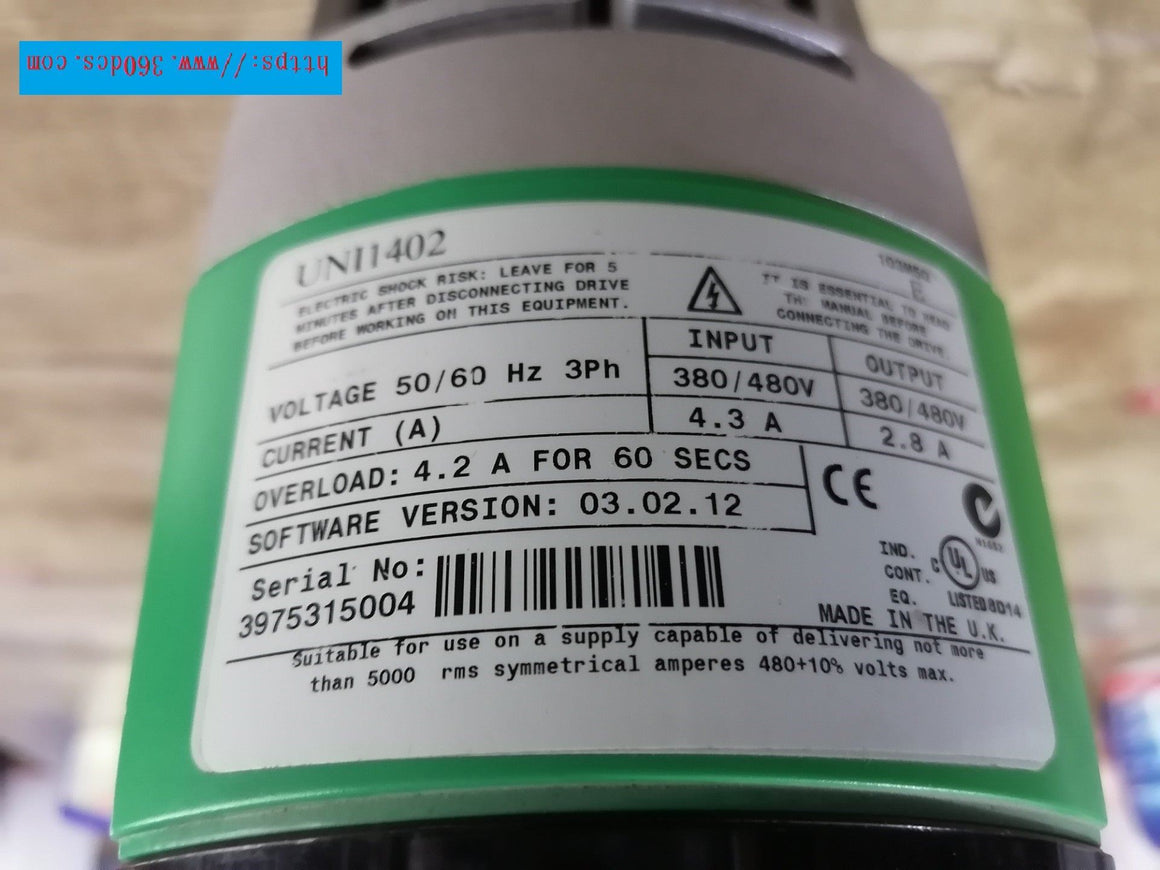 https://www.360dcs.com
UNI1402
ELECTRIC SHOCK RISK: LEAVE FOR 5
MINUTES AFTER DISCONNECTING DRIVE
BEFORE WORKING ON THIS EQUIPMENT.
E
IT IS ESSENTIAL TO READ
THE MANUAL BEFORE
CONNECTING THE DRIVE.
INPUT OUTPUT
VOLTAGE 50/60 Hz 3Ph 380/480V 380/480V
CURRENT (A) 4.3 A 2.8 A
OVERLOAD: 4.2 A FOR 60 SECS
SOFTWARE VERSION: 03.02.12
CE
Serial No:
3975315004
IND.
CONT.
EQ.
C UL US
LISTED 8D14
MADE IN THE U.K.
Suitable for use on a supply capable of delivering not more
than 5000 rms symmetrical amperes 480+10% volts max.